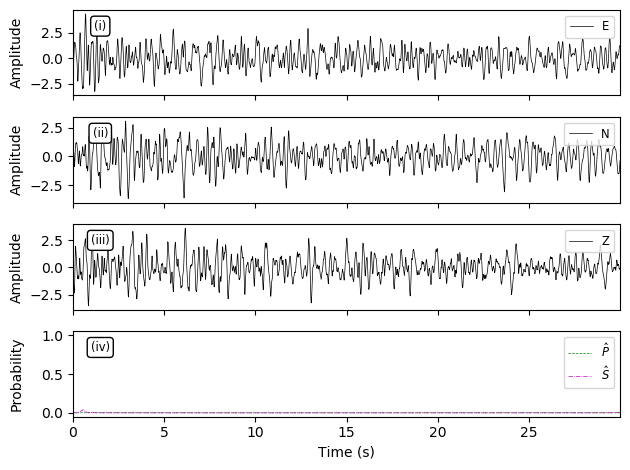 (i)
E
Amplitude
2.5
0.0
−2.5
(ii)
N
Amplitude
2.5
0.0
−2.5
(iii)
Z
Amplitude
2.5
0.0
−2.5
(iv)
P̂
Ŝ
Probability
1.0
0.5
0.0
0 5 10 15 20 25
Time (s)